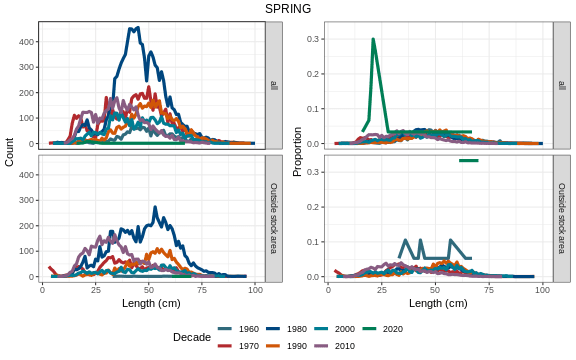 SPRING
Count
400
300
200
100
0
all
400
300
200
100
0
Outside stock area
0
25
50
75
100
Length (cm)
Proportion
0.3
0.2
0.1
0.0
all
0.3
0.2
0.1
0.0
Outside stock area
0
25
50
75
100
Length (cm)
Decade
1960 1980 2000 2020
1970 1990 2010